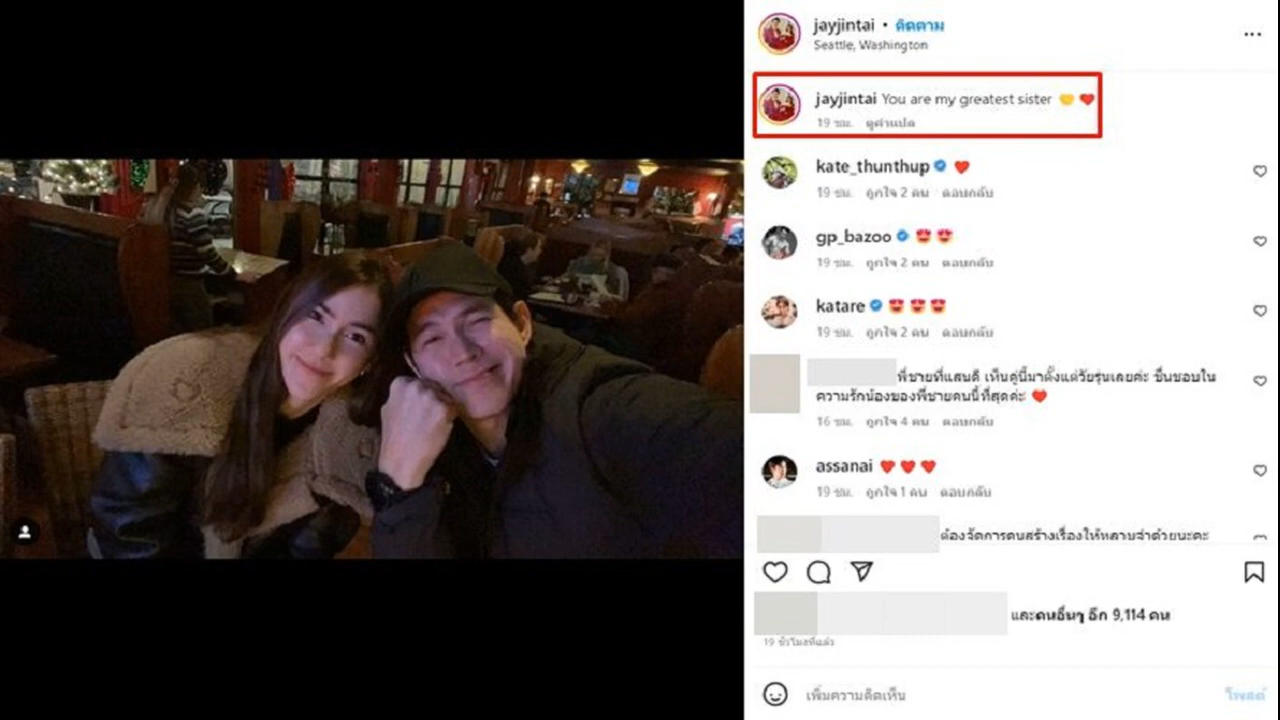 jayjintai • ติดตาม
Seattle, Washington
jayjintai You are my greatest sister 🤝 ❤️
19 ชม. ดูคำแปล
kate_thunthup ❤️
19 ชม. ถูกใจ 2 คน ตอบกลับ
gp_bazoo 😍 😍
19 ชม. ถูกใจ 2 คน ตอบกลับ
katare 😍 😍 😍
19 ชม. ถูกใจ 2 คน ตอบกลับ
พี่ชายที่แสนดี เห็นคู่นี้มาตั้งแต่วัยรุ่นเลยค่ะ ชื่นชอบใน
ความรักน้องของพี่ชายคนนี้ที่สุดค่ะ ❤️
16 ชม. ถูกใจ 4 คน ตอบกลับ
assanai ❤️ ❤️ ❤️
19 ชม. ถูกใจ 1 คน ตอบกลับ
ต้องจัดการคนสร้างเรื่องให้หลาบจำด้วยนะคะ
และคนอื่นๆ อีก 9,114 คน
19 ชั่วโมงที่แล้ว
เพิ่มความคิดเห็น
โพสต์